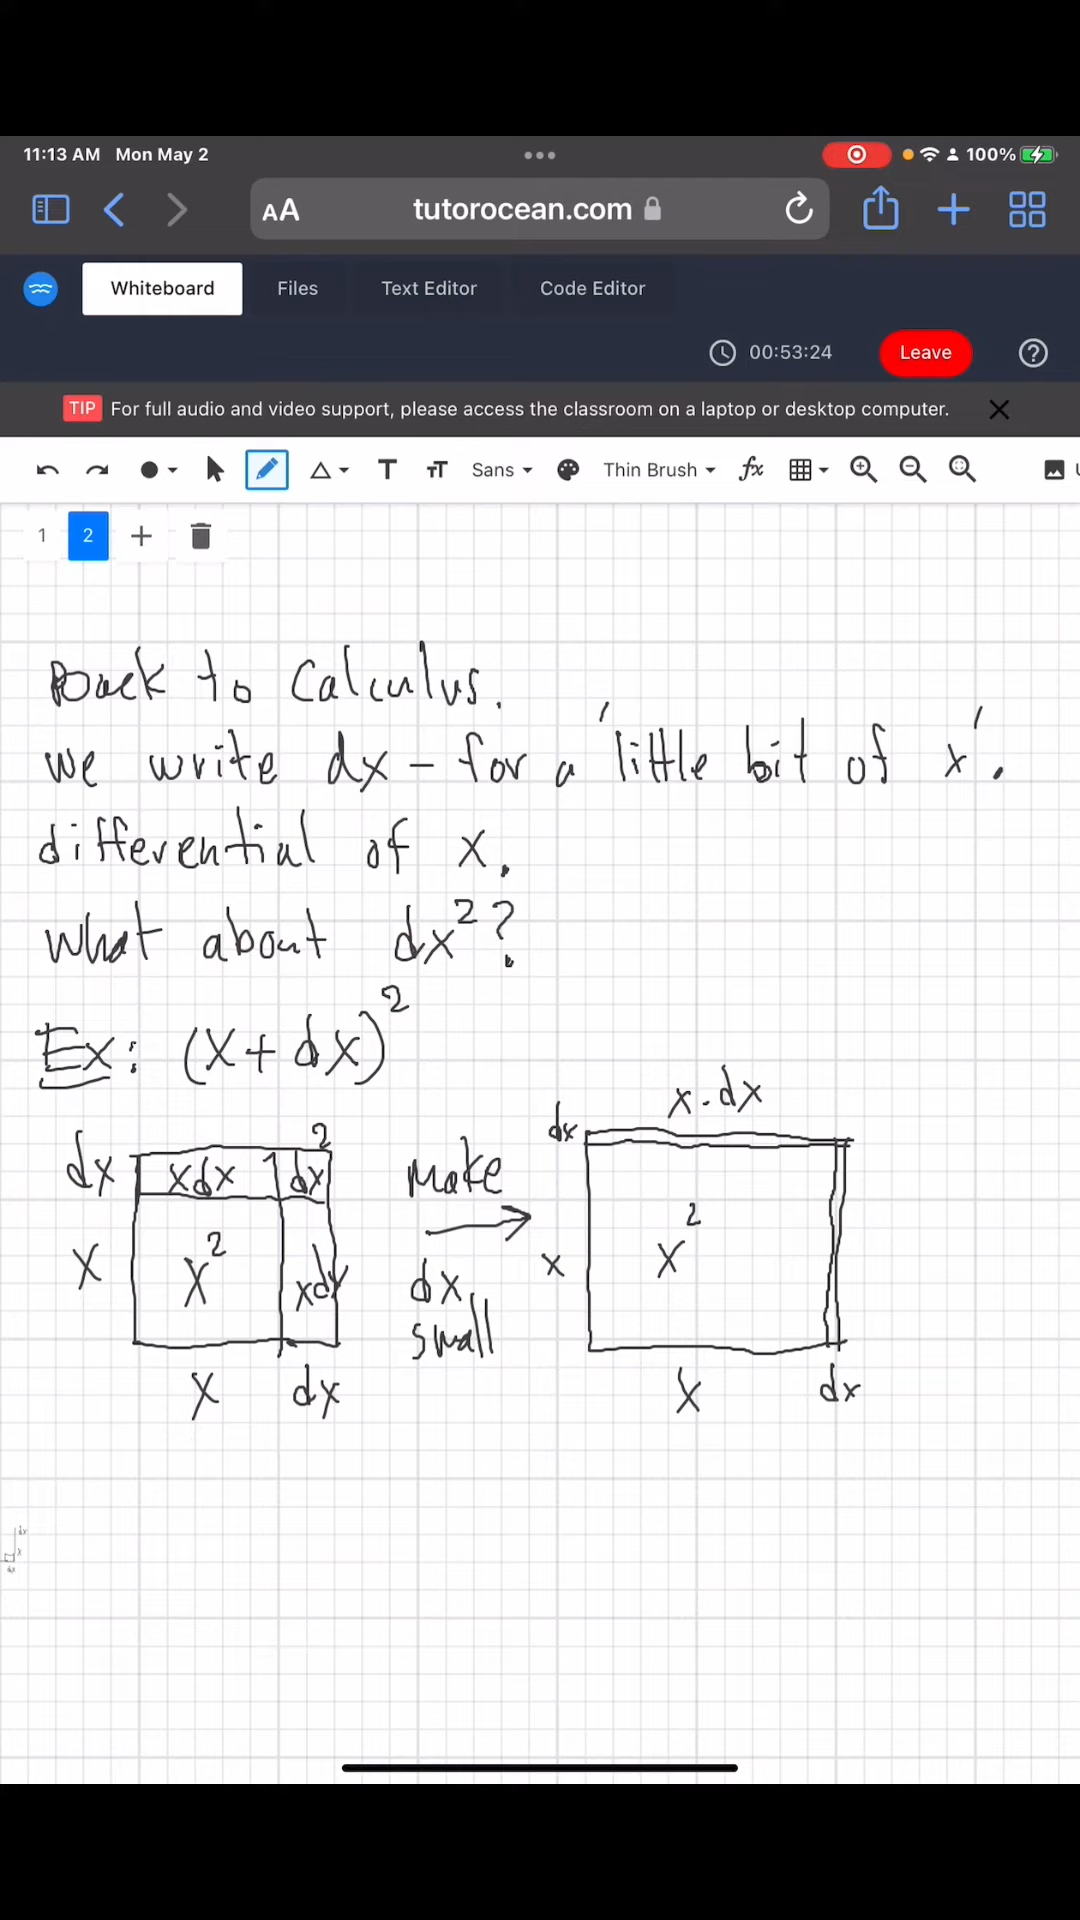 11:13 AM Mon May 2
100%
AA tutorocean.com
Whiteboard Files Text Editor Code Editor
00:53:24 Leave ?
TIP For full audio and video support, please access the classroom on a laptop or desktop computer.
T TT Sans Thin Brush fx
1 2 +
Back to Calculus.
we write dx - for a 'little bit of x'.
differential of x.
what about dx²?
Ex: (x + dx)²
x · dx
dx xdx dx² make dx
x x² xdx dx small x x²
x dx x dx